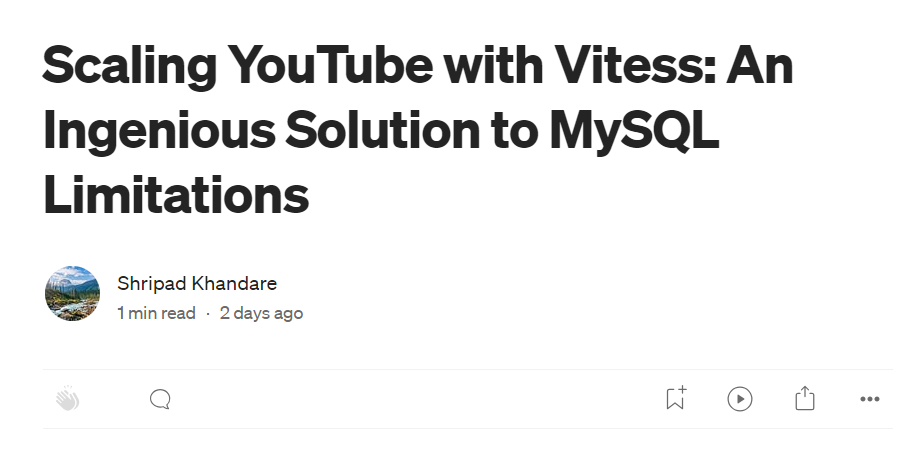 Scaling YouTube with Vitess: An
Ingenious Solution to MySQL
Limitations
Shripad Khandare
1 min read · 2 days ago